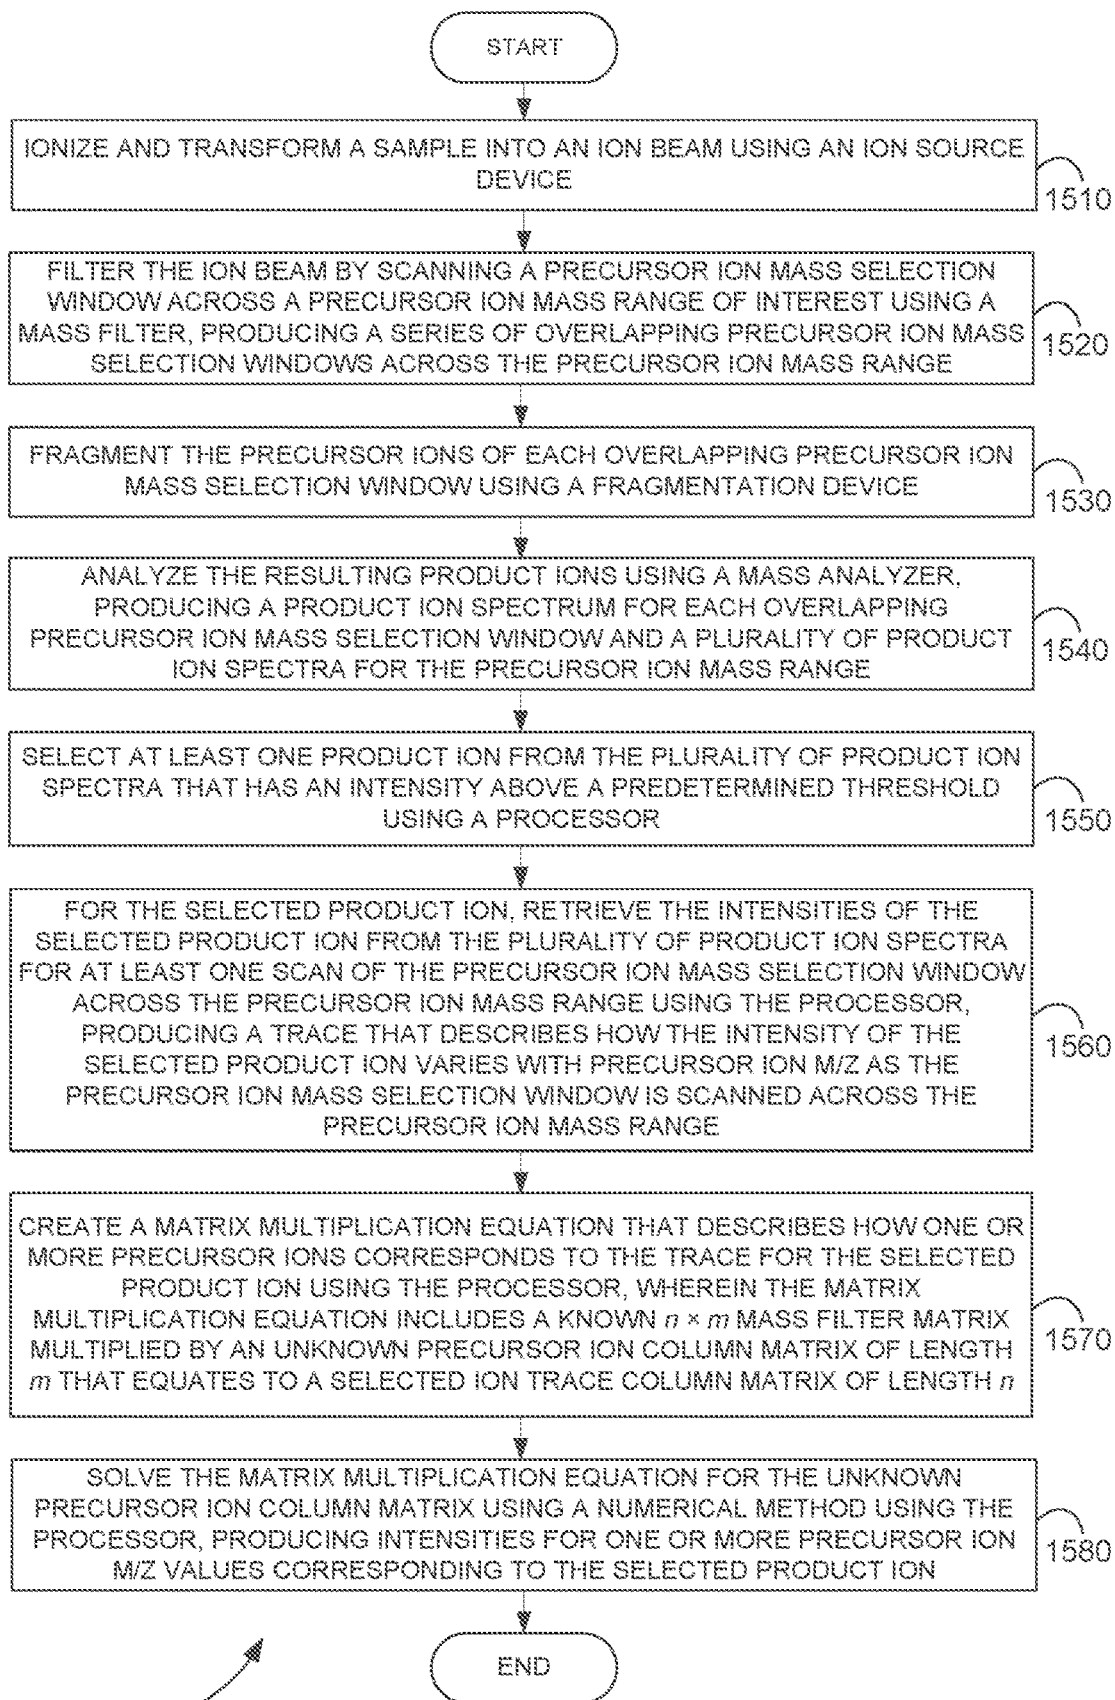 START
IONIZE AND TRANSFORM A SAMPLE INTO AN ION BEAM USING AN ION SOURCE
DEVICE
1510
FILTER THE ION BEAM BY SCANNING A PRECURSOR ION MASS SELECTION
WINDOW ACROSS A PRECURSOR ION MASS RANGE OF INTEREST USING A
MASS FILTER, PRODUCING A SERIES OF OVERLAPPING PRECURSOR ION MASS
SELECTION WINDOWS ACROSS THE PRECURSOR ION MASS RANGE
1520
FRAGMENT THE PRECURSOR IONS OF EACH OVERLAPPING PRECURSOR ION
MASS SELECTION WINDOW USING A FRAGMENTATION DEVICE
1530
ANALYZE THE RESULTING PRODUCT IONS USING A MASS ANALYZER,
PRODUCING A PRODUCT ION SPECTRUM FOR EACH OVERLAPPING
PRECURSOR ION MASS SELECTION WINDOW AND A PLURALITY OF PRODUCT
ION SPECTRA FOR THE PRECURSOR ION MASS RANGE
1540
SELECT AT LEAST ONE PRODUCT ION FROM THE PLURALITY OF PRODUCT ION
SPECTRA THAT HAS AN INTENSITY ABOVE A PREDETERMINED THRESHOLD
USING A PROCESSOR
1550
FOR THE SELECTED PRODUCT ION, RETRIEVE THE INTENSITIES OF THE
SELECTED PRODUCT ION FROM THE PLURALITY OF PRODUCT ION SPECTRA
FOR AT LEAST ONE SCAN OF THE PRECURSOR ION MASS SELECTION WINDOW
ACROSS THE PRECURSOR ION MASS RANGE USING THE PROCESSOR,
PRODUCING A TRACE THAT DESCRIBES HOW THE INTENSITY OF THE
SELECTED PRODUCT ION VARIES WITH PRECURSOR ION M/Z AS THE
PRECURSOR ION MASS SELECTION WINDOW IS SCANNED ACROSS THE
PRECURSOR ION MASS RANGE
1560
CREATE A MATRIX MULTIPLICATION EQUATION THAT DESCRIBES HOW ONE OR
MORE PRECURSOR IONS CORRESPONDS TO THE TRACE FOR THE SELECTED
PRODUCT ION USING THE PROCESSOR, WHEREIN THE MATRIX
MULTIPLICATION EQUATION INCLUDES A KNOWN n × m MASS FILTER MATRIX
MULTIPLIED BY AN UNKNOWN PRECURSOR ION COLUMN MATRIX OF LENGTH
m THAT EQUATES TO A SELECTED ION TRACE COLUMN MATRIX OF LENGTH n
1570
SOLVE THE MATRIX MULTIPLICATION EQUATION FOR THE UNKNOWN
PRECURSOR ION COLUMN MATRIX USING A NUMERICAL METHOD USING THE
PROCESSOR, PRODUCING INTENSITIES FOR ONE OR MORE PRECURSOR ION
M/Z VALUES CORRESPONDING TO THE SELECTED PRODUCT ION
1580
END